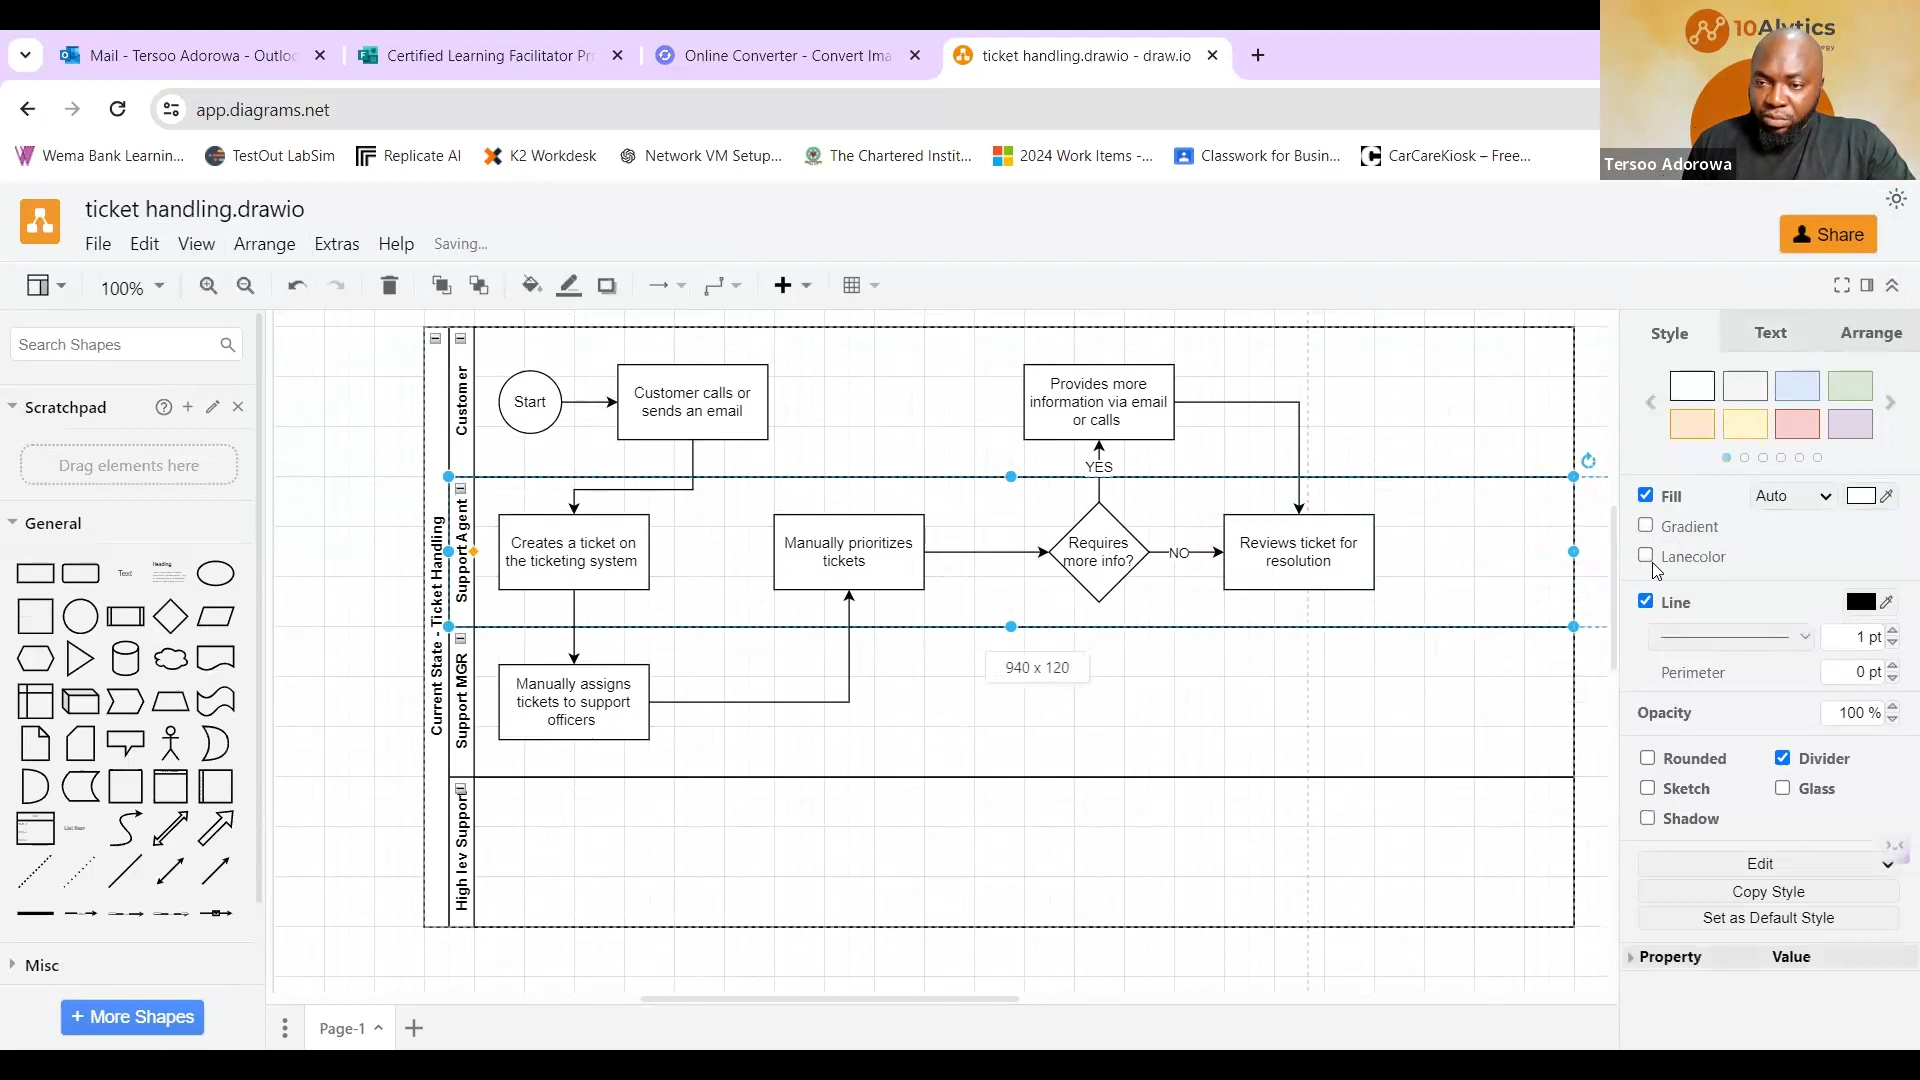 10Alytics
Mail - Tersoo Adorowa - Outloo
Certified Learning Facilitator Pr
Online Converter - Convert Ima
ticket handling.drawio - draw.io
app.diagrams.net
Wema Bank Learnin...
TestOut LabSim
Replicate AI
K2 Workdesk
Network VM Setup...
The Chartered Instit...
2024 Work Items -...
Classwork for Busin...
CarCareKiosk – Free...
Tersoo Adorowa
ticket handling.drawio
File Edit View Arrange Extras Help Saving...
Share
100%
Search Shapes
Scratchpad
Drag elements here
General
Text
Heading
List Item
Misc
+ More Shapes
Current State - Ticket Handling
Customer
Start
Customer calls or
sends an email
Provides more
information via email
or calls
YES
Support Agent
Creates a ticket on
the ticketing system
Manually prioritizes
tickets
Requires
more info?
NO
Reviews ticket for
resolution
Support MGR
Manually assigns
tickets to support
officers
940 x 120
High lev Support
Page-1
Style Text Arrange
Fill Auto
Gradient
Lanecolor
Line
1 pt
Perimeter 0 pt
Opacity 100 %
Rounded Divider
Sketch Glass
Shadow
Edit
Copy Style
Set as Default Style
Property Value